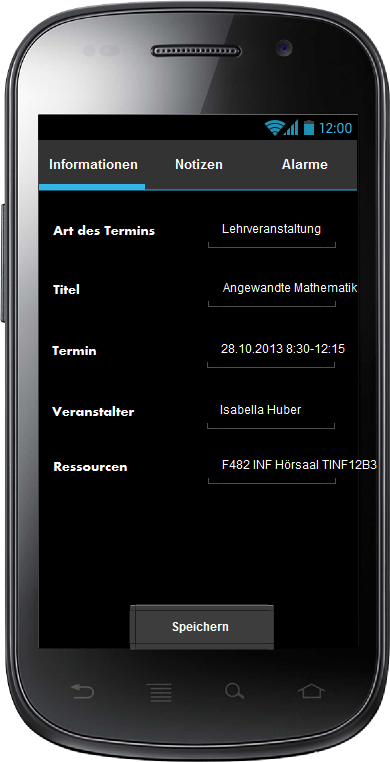 12:00
Informationen Notizen Alarme
Art des Termins Lehrveranstaltung
Titel Angewandte Mathematik
Termin 28.10.2013 8:30-12:15
Veranstalter Isabella Huber
Ressourcen F482 INF Hörsaal TINF12B3
Speichern